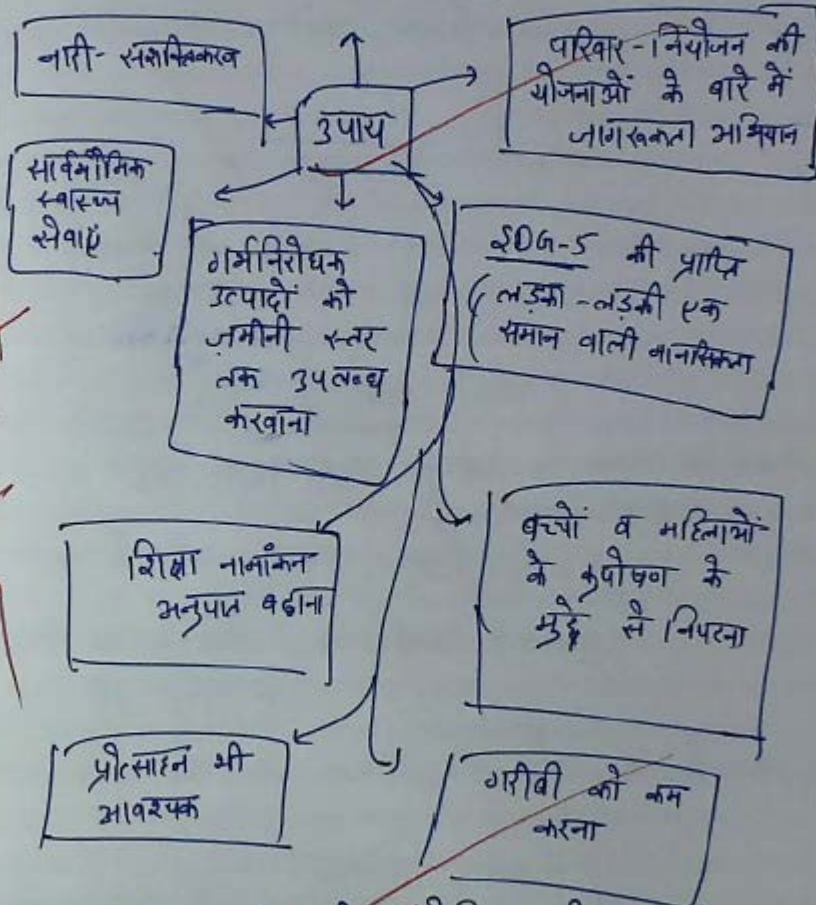 नारी - सशक्तिकरण
उपाय
परिवार - नियोजन की
योजनाओं के बारे में
जागरूकता अभियान
सार्वभौमिक
स्वास्थ्य
सेवाएँ
गर्भनिरोधक
उत्पादों को
ज़मीनी स्तर
तक उपलब्ध
करवाना
SDG-5 की प्राप्ति
(लड़का - लड़की एक
समान वाली मानसिकता
शिक्षा नामांकन
अनुपात बढ़ाना
बच्चों व महिलाओं
के कुपोषण के
मुद्दे से निपटना
प्रोत्साहन भी
आवश्यक
गरीबी को कम
करना